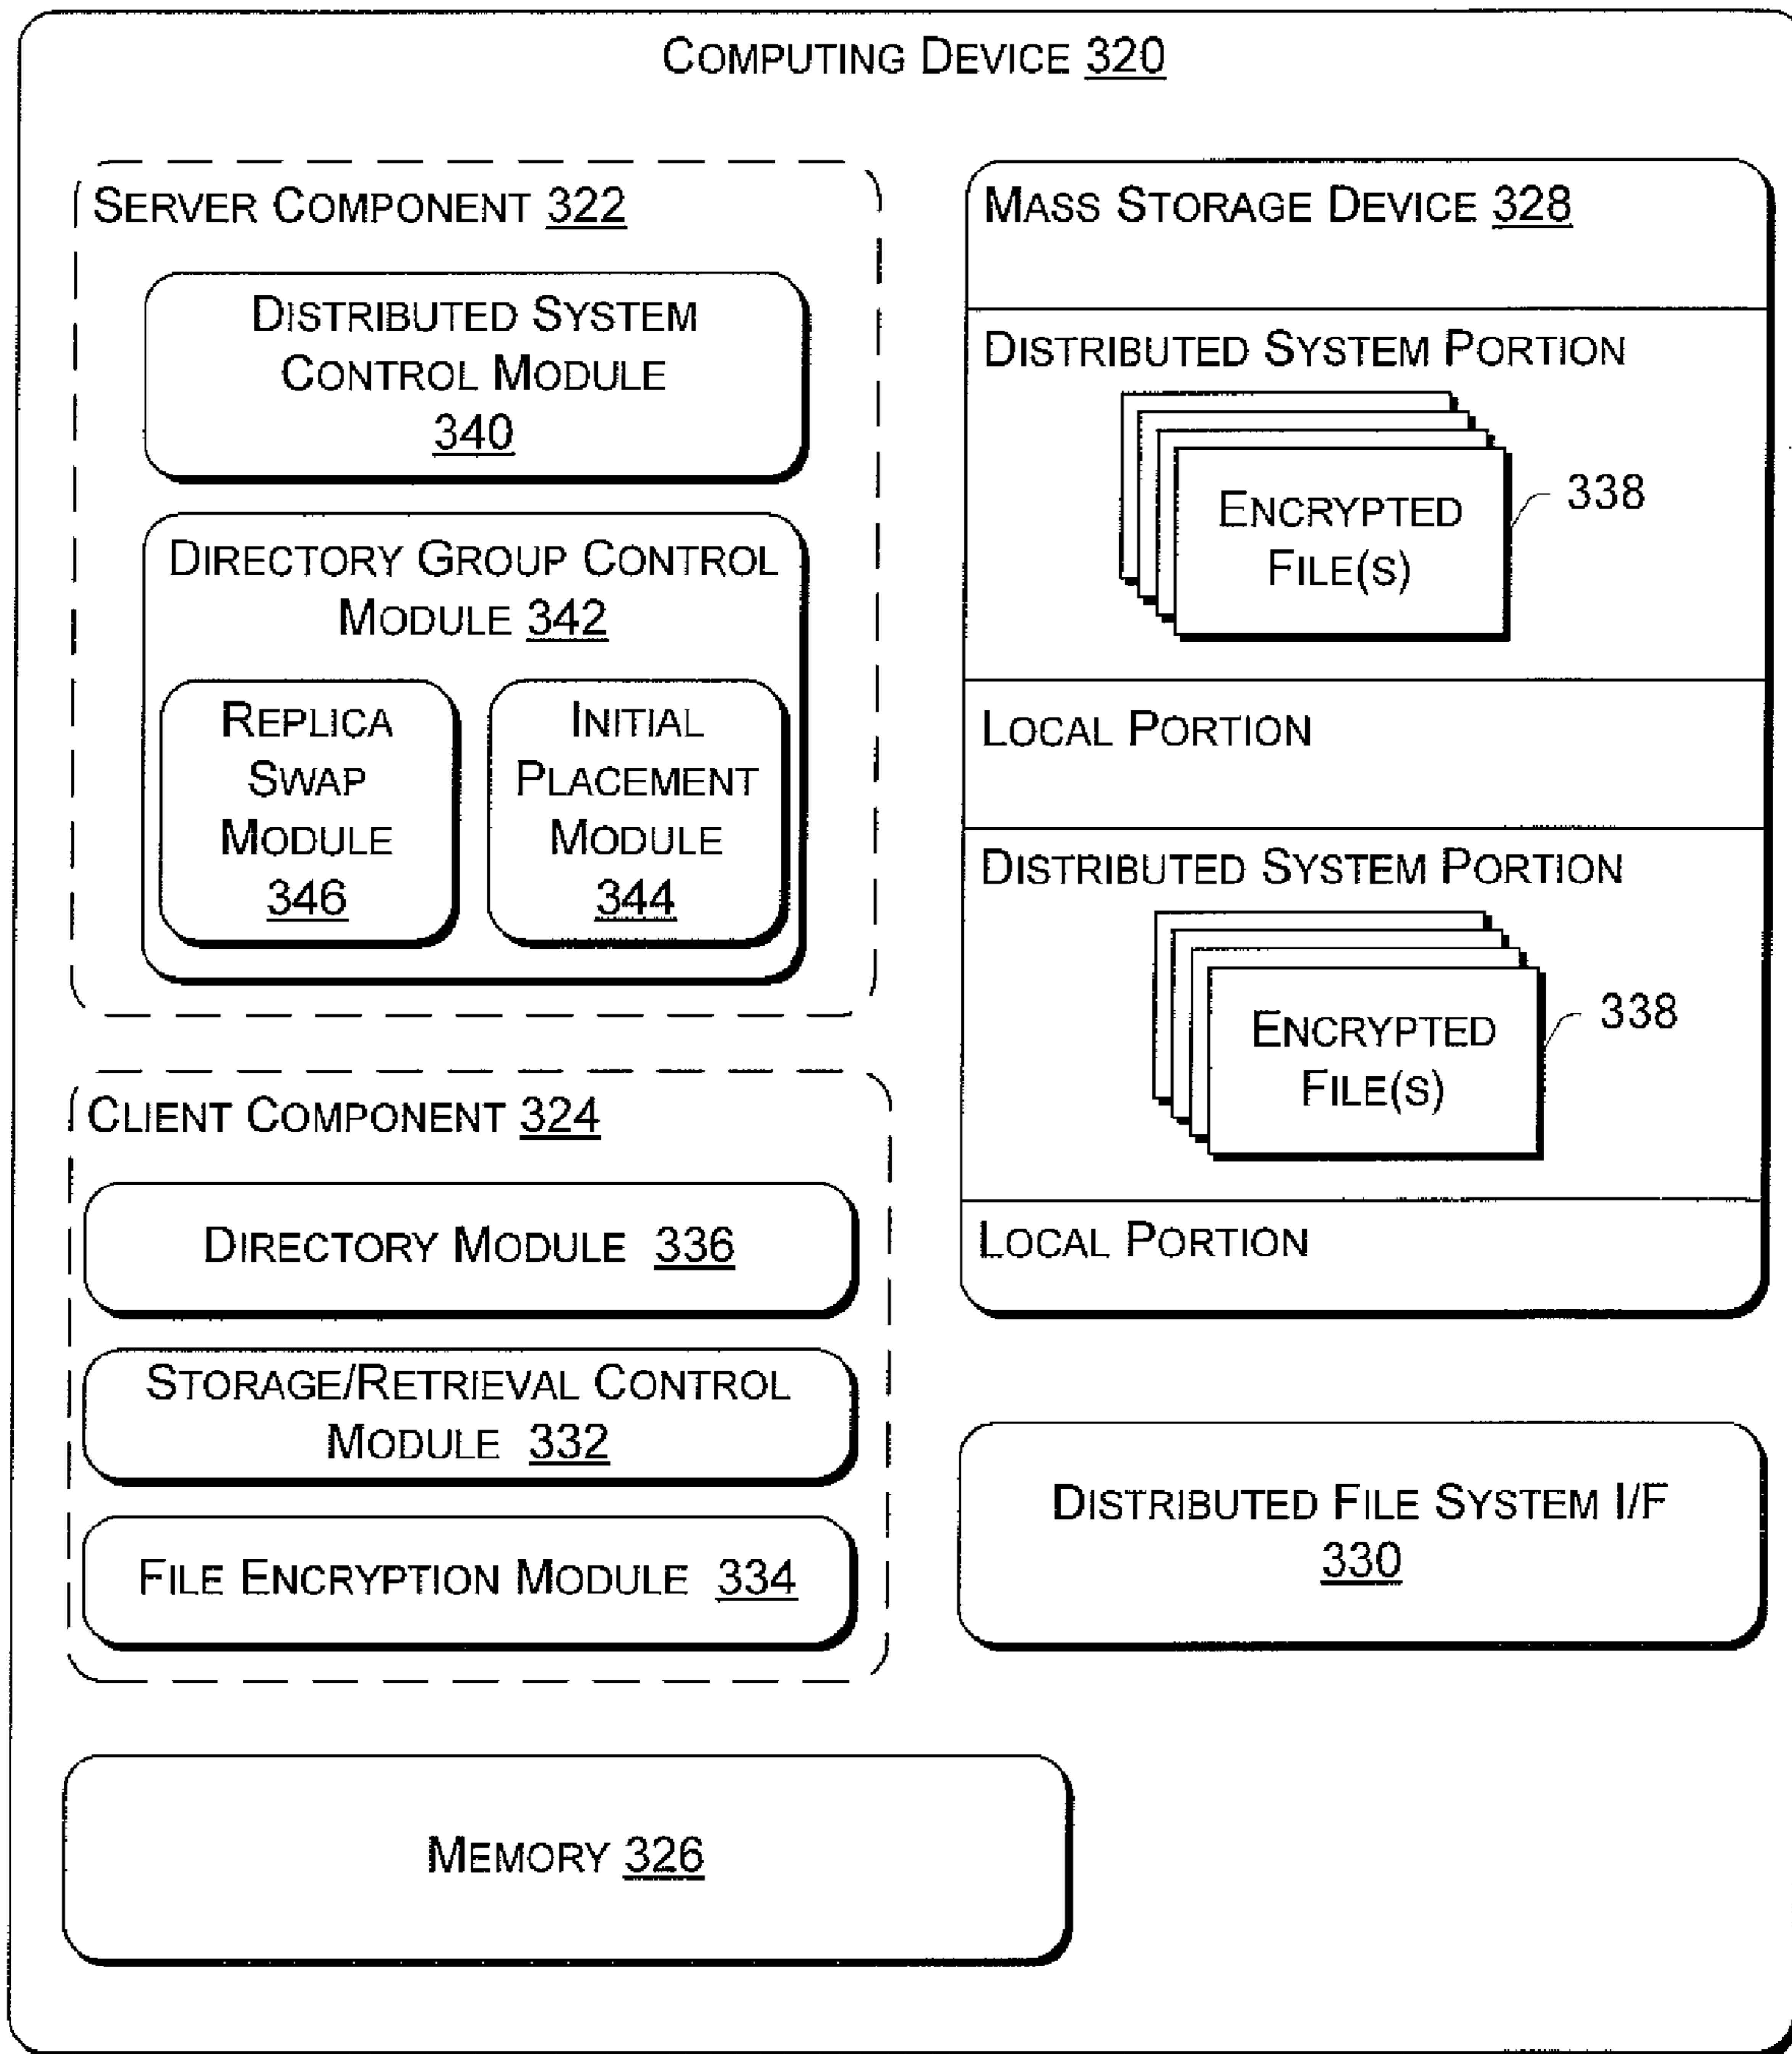 COMPUTING DEVICE 320
SERVER COMPONENT 322
DISTRIBUTED SYSTEM
CONTROL MODULE
340
DIRECTORY GROUP CONTROL
MODULE 342
REPLICA
SWAP
MODULE
346
INITIAL
PLACEMENT
MODULE
344
CLIENT COMPONENT 324
DIRECTORY MODULE 336
STORAGE/RETRIEVAL CONTROL
MODULE 332
FILE ENCRYPTION MODULE 334
MEMORY 326
MASS STORAGE DEVICE 328
DISTRIBUTED SYSTEM PORTION
ENCRYPTED
FILE(S)
338
LOCAL PORTION
DISTRIBUTED SYSTEM PORTION
ENCRYPTED
FILE(S)
338
LOCAL PORTION
DISTRIBUTED FILE SYSTEM I/F
330